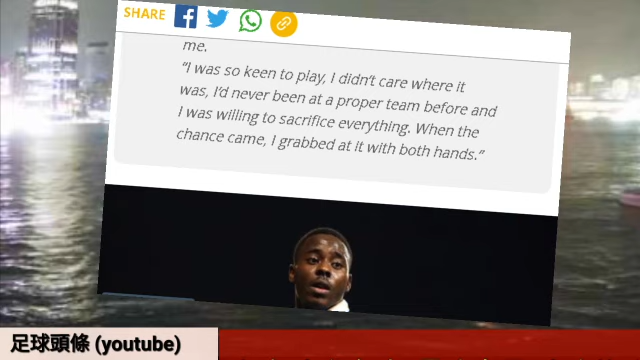 SHARE
me.
“I was so keen to play, I didn’t care where it
was, I’d never been at a proper team before and
I was willing to sacrifice everything. When the
chance came, I grabbed at it with both hands.”
足球頭條 (youtube)